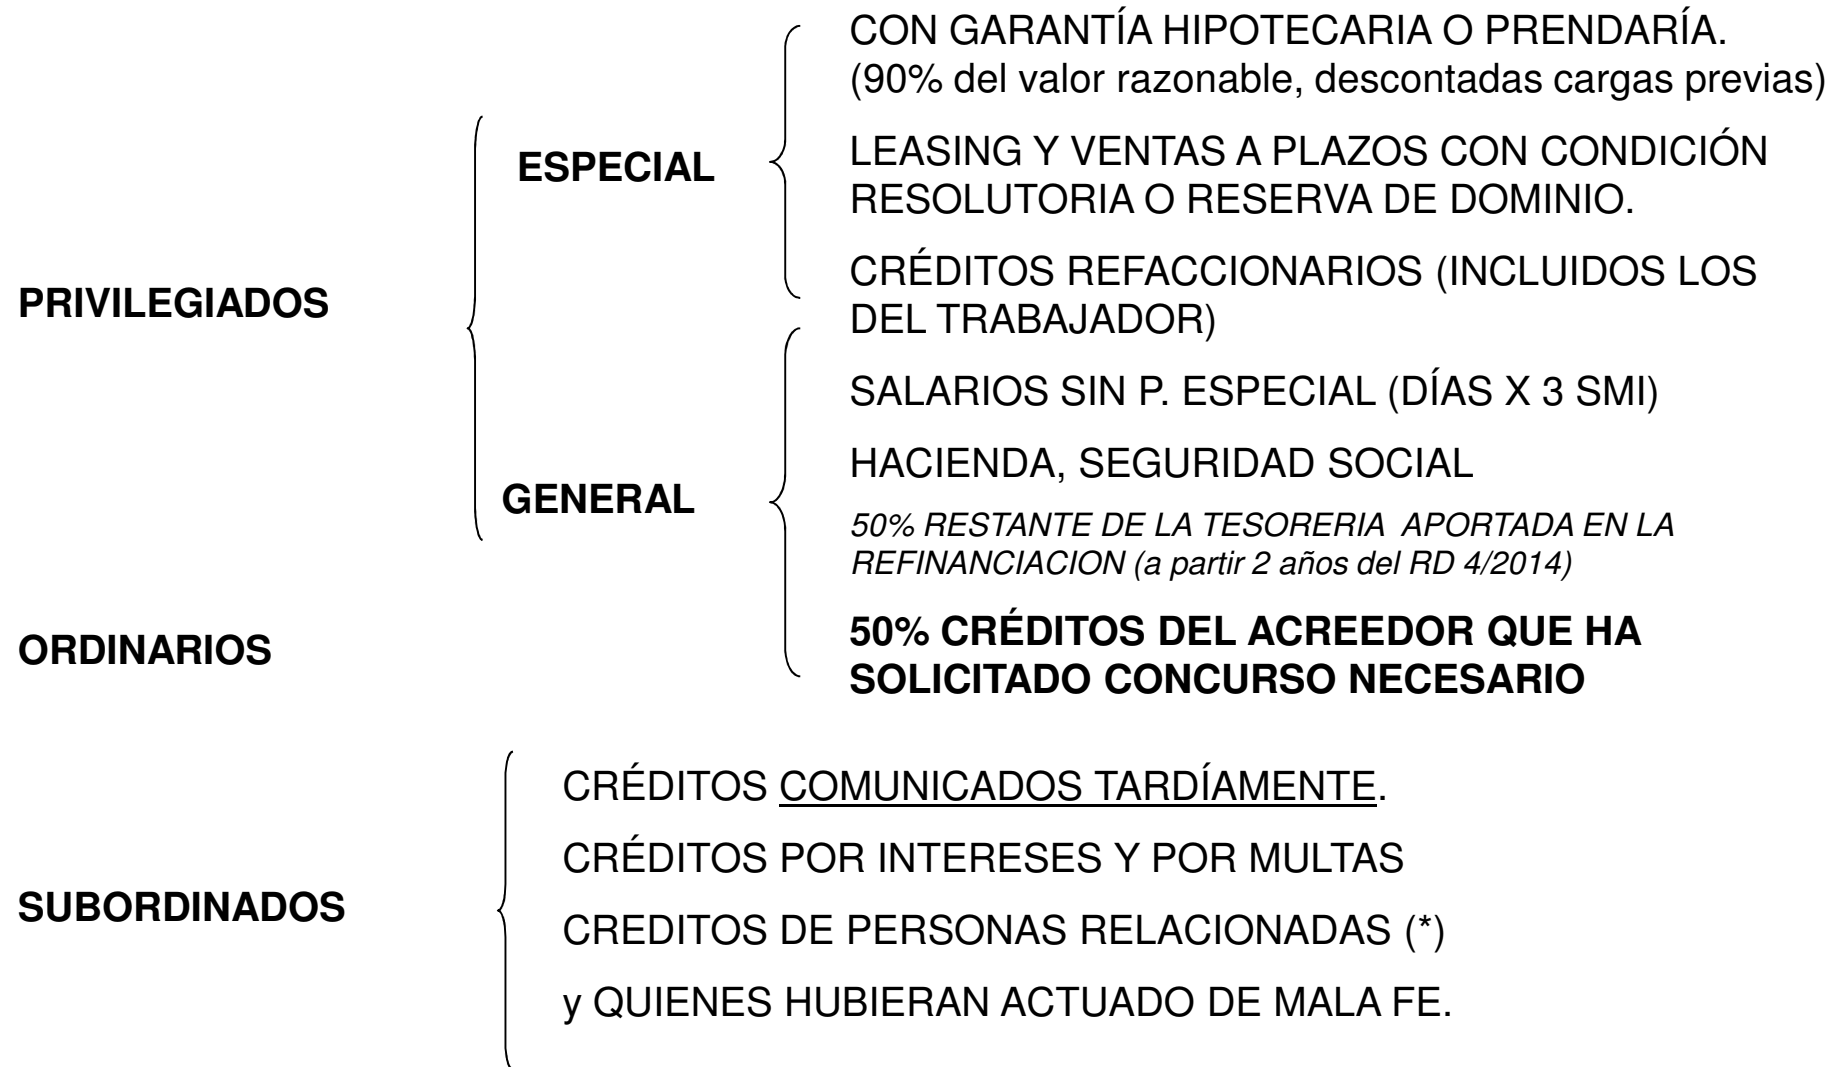 PRIVILEGIADOS
ESPECIAL
CON GARANTÍA HIPOTECARIA O PRENDARÍA.
(90% del valor razonable, descontadas cargas previas)
LEASING Y VENTAS A PLAZOS CON CONDICIÓN
RESOLUTORIA O RESERVA DE DOMINIO.
CRÉDITOS REFACCIONARIOS (INCLUIDOS LOS
DEL TRABAJADOR)
GENERAL
SALARIOS SIN P. ESPECIAL (DÍAS X 3 SMI)
HACIENDA, SEGURIDAD SOCIAL
50% RESTANTE DE LA TESORERIA APORTADA EN LA
REFINANCIACION (a partir 2 años del RD 4/2014)
50% CRÉDITOS DEL ACREEDOR QUE HA
SOLICITADO CONCURSO NECESARIO
ORDINARIOS
SUBORDINADOS
CRÉDITOS COMUNICADOS TARDÍAMENTE.
CRÉDITOS POR INTERESES Y POR MULTAS
CREDITOS DE PERSONAS RELACIONADAS (*)
y QUIENES HUBIERAN ACTUADO DE MALA FE.